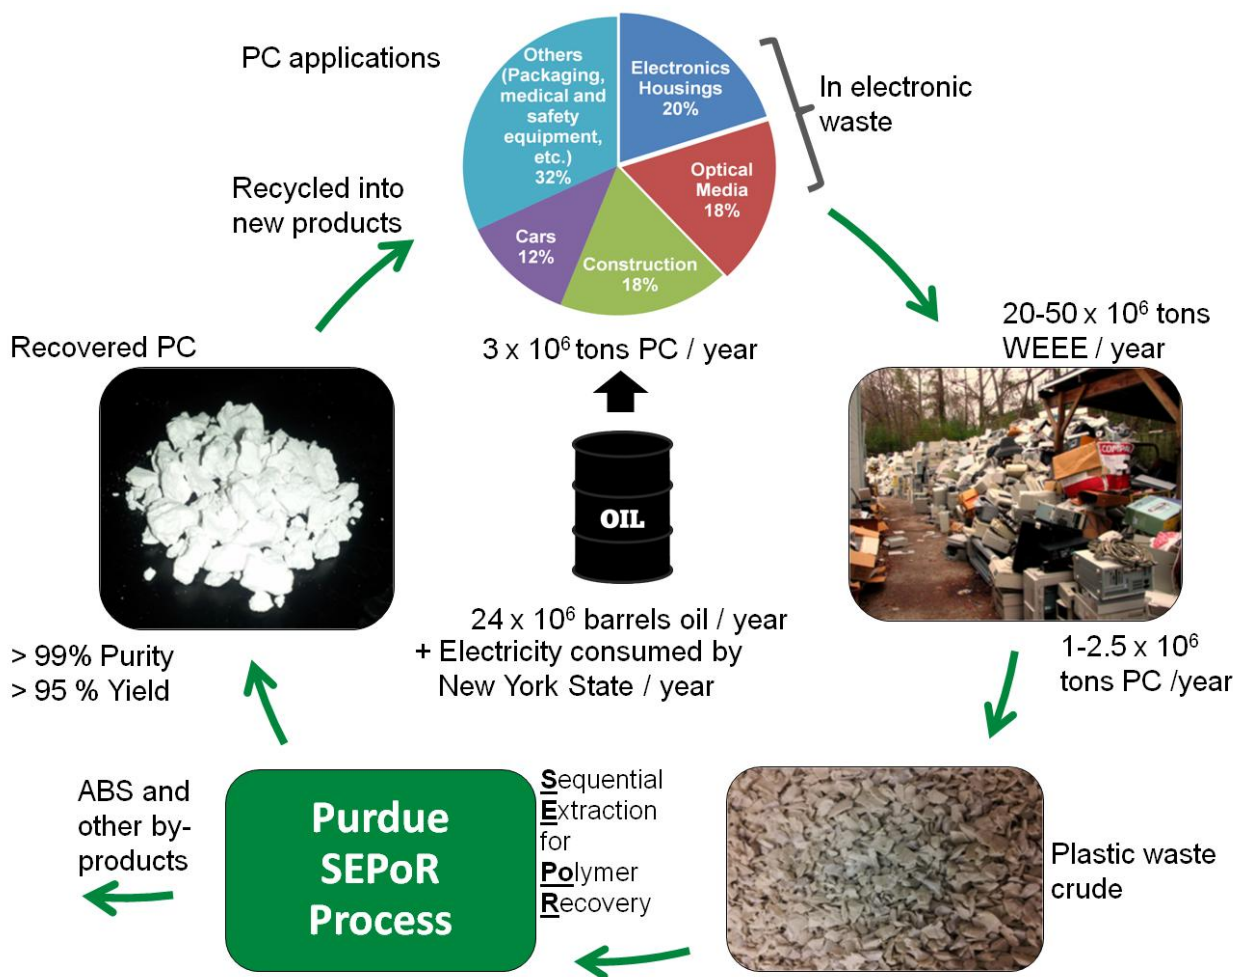 PC applications
Others
(Packaging,
medical and
safety
equipment,
etc.)
32%
Electronics
Housings
20%
Optical
Media
18%
Construction
18%
Cars
12%
In electronic
waste
Recycled into
new products
3 x 10⁶ tons PC / year
20-50 x 10⁶ tons
WEEE / year
Recovered PC
OIL
24 x 10⁶ barrels oil / year
+ Electricity consumed by
New York State / year
> 99% Purity
> 95 % Yield
1-2.5 x 10⁶
tons PC /year
ABS and
other by-
products
Purdue
SEPoR
Process
Sequential
Extraction
for
Polymer
Recovery
Plastic waste
crude